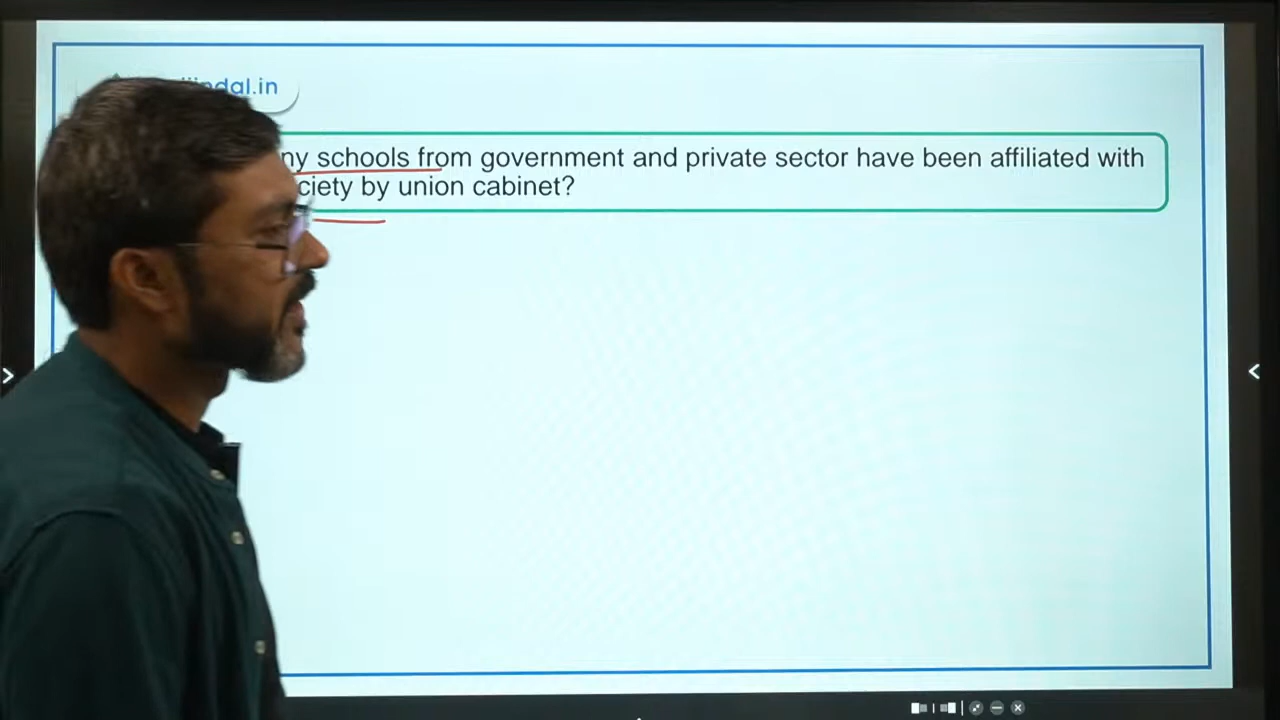 dal.in
ny schools from government and private sector have been affiliated with
ciety by union cabinet?